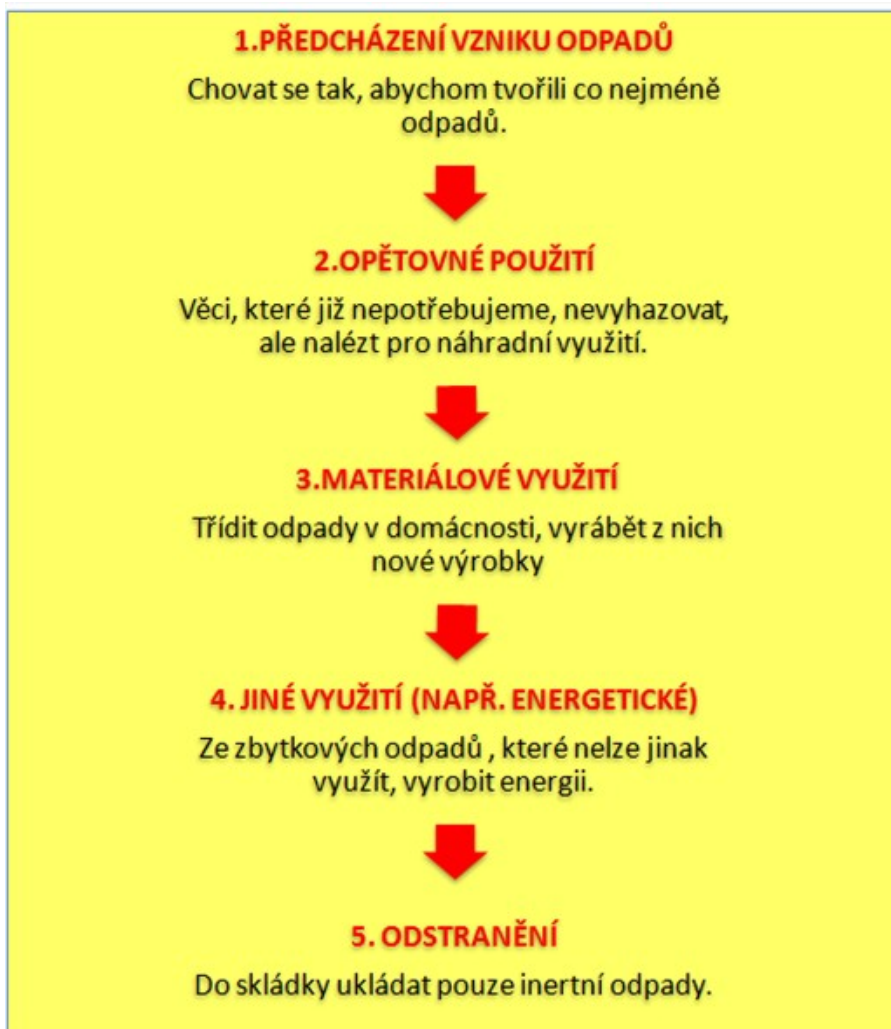 1.PŘEDCHÁZENÍ VZNIKU ODPADŮ
Chovat se tak, abychom tvořili co nejméně
odpadů.
2.OPĚTOVNÉ POUŽITÍ
Věci, které již nepotřebujeme, nevyhazovat,
ale nalézt pro náhradní využití.
3.MATERIÁLOVÉ VYUŽITÍ
Třídit odpady v domácnosti, vyrábět z nich
nové výrobky
4. JINÉ VYUŽITÍ (NAPŘ. ENERGETICKÉ)
Ze zbytkových odpadů , které nelze jinak
využít, vyrobit energii.
5. ODSTRANĚNÍ
Do skládky ukládat pouze inertní odpady.